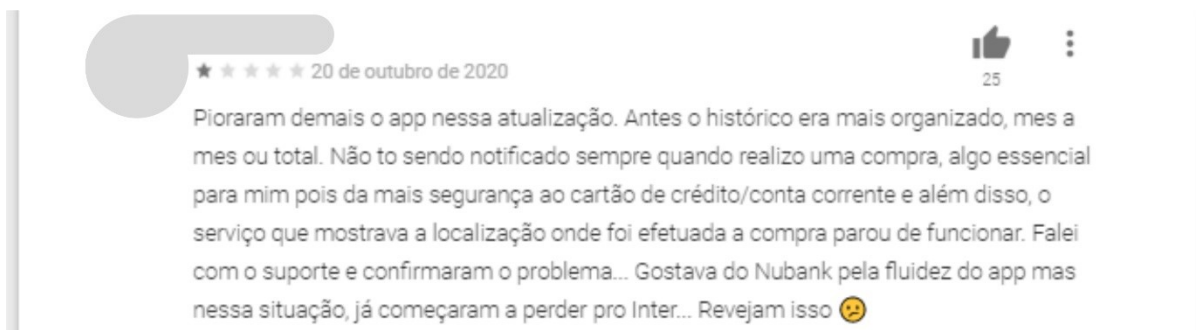 20 de outubro de 2020
25
Pioraram demais o app nessa atualização. Antes o histórico era mais organizado, mes a
mes ou total. Não to sendo notificado sempre quando realizo uma compra, algo essencial
para mim pois da mais segurança ao cartão de crédito/conta corrente e além disso, o
serviço que mostrava a localização onde foi efetuada a compra parou de funcionar. Falei
com o suporte e confirmaram o problema... Gostava do Nubank pela fluidez do app mas
nessa situação, já começaram a perder pro Inter... Revejam isso 😕